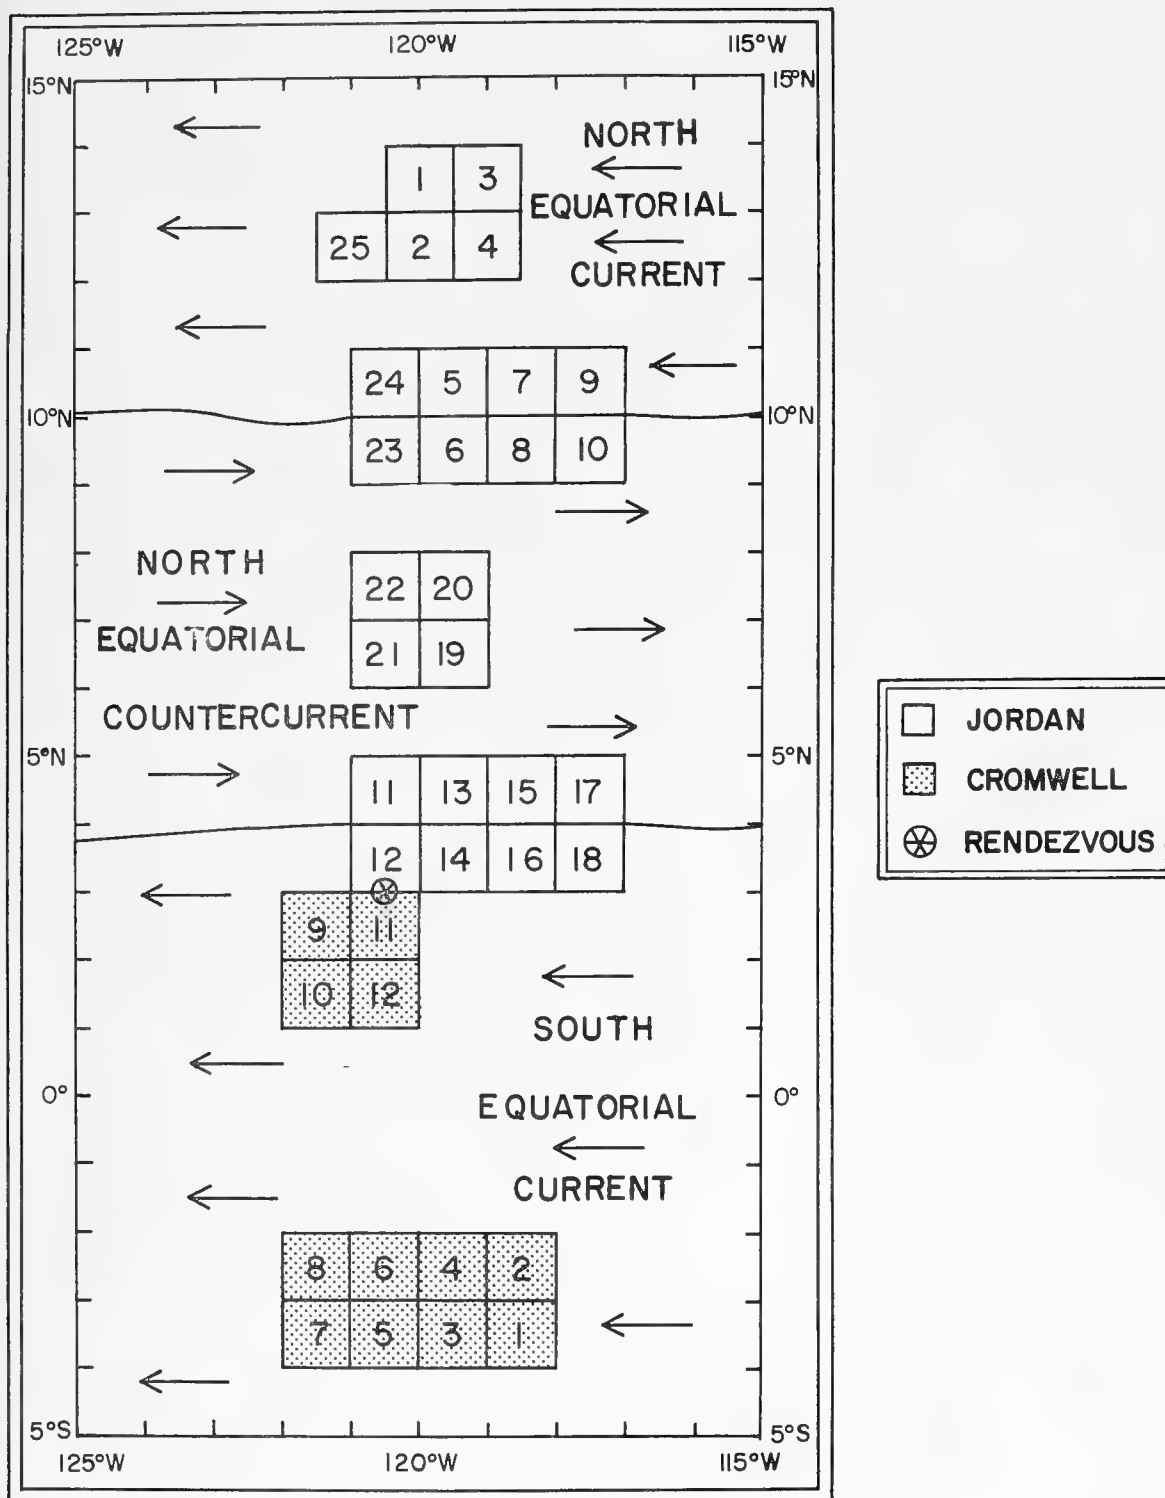 125°W 120°W 115°W
15°N 15°N
NORTH
1 3
EQUATORIAL
25 2 4
CURRENT
24 5 7 9
10°N 10°N
23 6 8 10
NORTH
22 20
EQUATORIAL
21 19
COUNTERCURRENT
5°N 5°N
11 13 15 17
12 14 16 18
9 11
10 12
SOUTH
0° 0°
EQUATORIAL
CURRENT
8 6 4 2
7 5 3 1
5°S 5°S
125°W 120°W 115°W
JORDAN
CROMWELL
RENDEZVOUS